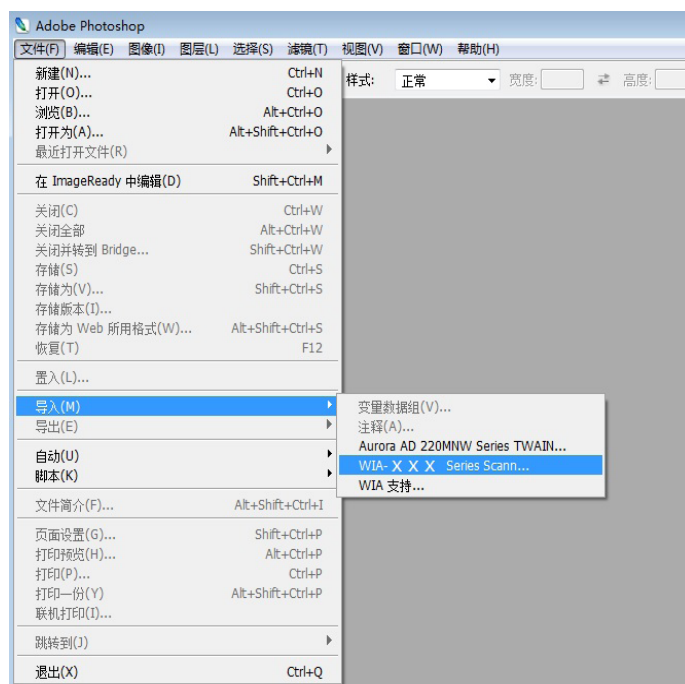 Adobe Photoshop
文件(F) 编辑(E) 图像(I) 图层(L) 选择(S) 滤镜(T) 视图(V) 窗口(W) 帮助(H)
样式: 正常 宽度: 高度:
新建(N)... Ctrl+N
打开(O)... Ctrl+O
浏览(B)... Alt+Ctrl+O
打开为(A)... Alt+Shift+Ctrl+O
最近打开文件(R)
在 ImageReady 中编辑(D) Shift+Ctrl+M
关闭(C) Ctrl+W
关闭全部 Alt+Ctrl+W
关闭并转到 Bridge... Shift+Ctrl+W
存储(S) Ctrl+S
存储为(V)... Shift+Ctrl+S
存储版本(I)...
存储为 Web 所用格式(W)... Alt+Shift+Ctrl+S
恢复(T) F12
置入(L)...
导入(M)
导出(E)
变量数据组(V)...
注释(A)...
Aurora AD 220MNW Series TWAIN...
WIA- X X X Series Scann...
WIA 支持...
自动(U)
脚本(K)
文件简介(F)... Alt+Shift+Ctrl+I
页面设置(G)... Shift+Ctrl+P
打印预览(H)... Alt+Ctrl+P
打印(P)... Ctrl+P
打印一份(Y) Alt+Shift+Ctrl+P
联机打印(I)...
跳转到(J)
退出(X) Ctrl+Q